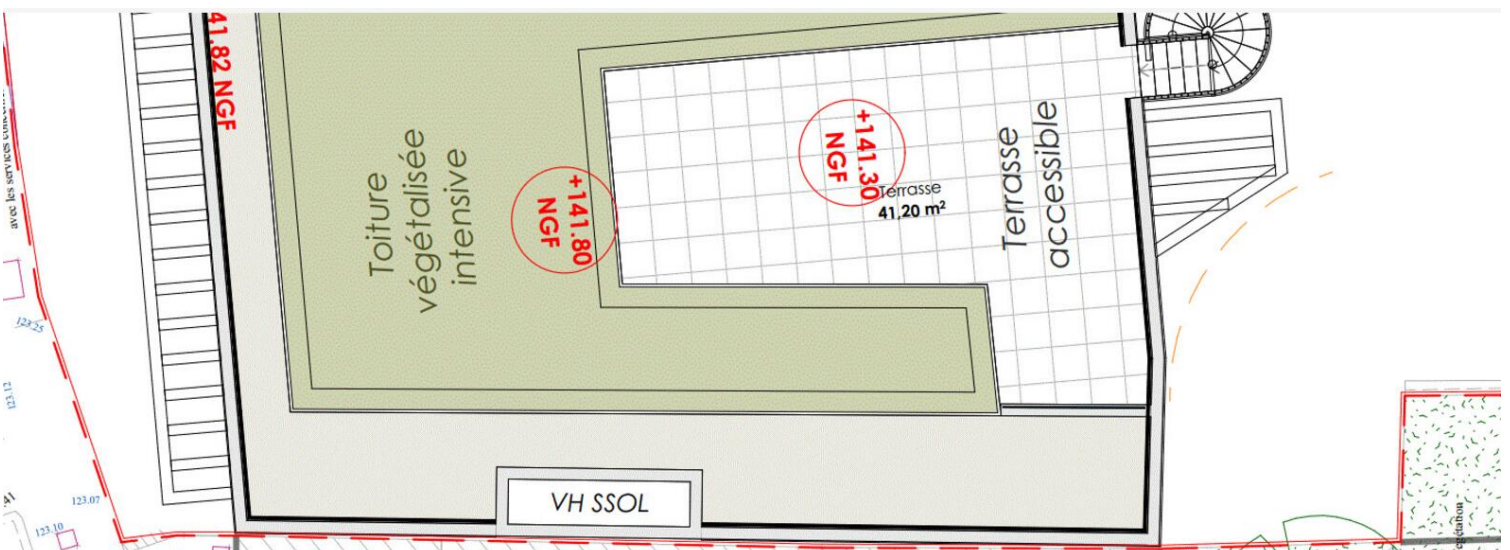 41.82 NGF
avec les services
Toiture
végétalisée
intensive
+141.80
NGF
+141.30
NGF
Terrasse
41,20 m²
Terrasse
accessible
VH SSOL
123.25
123.12
123.07
123.10
41